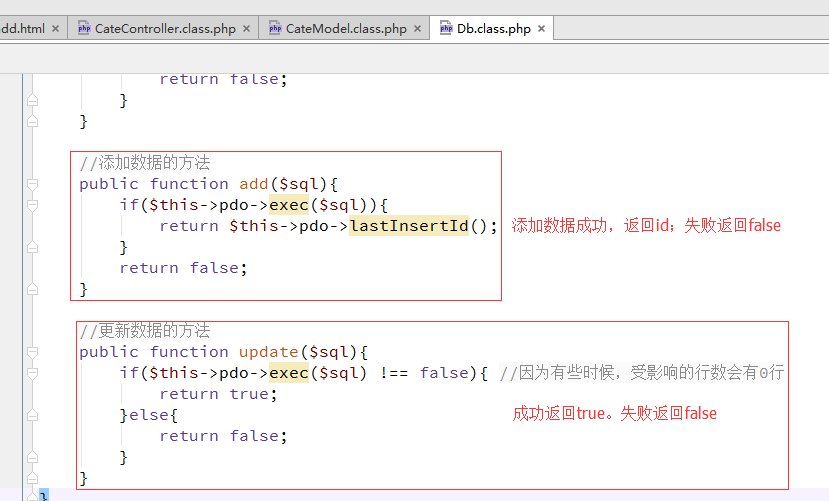 dd.html × CateController.class.php × CateModel.class.php × Db.class.php ×
return false;
}
}
//添加数据的方法
public function add($sql){
if($this->pdo->exec($sql)){
return $this->pdo->lastInsertId(); 添加数据成功，返回id；失败返回false
}
return false;
}
//更新数据的方法
public function update($sql){
if($this->pdo->exec($sql) !== false){ //因为有些时候，受影响的行数会有0行
return true;
}else{ 成功返回true。失败返回false
return false;
}
}
}